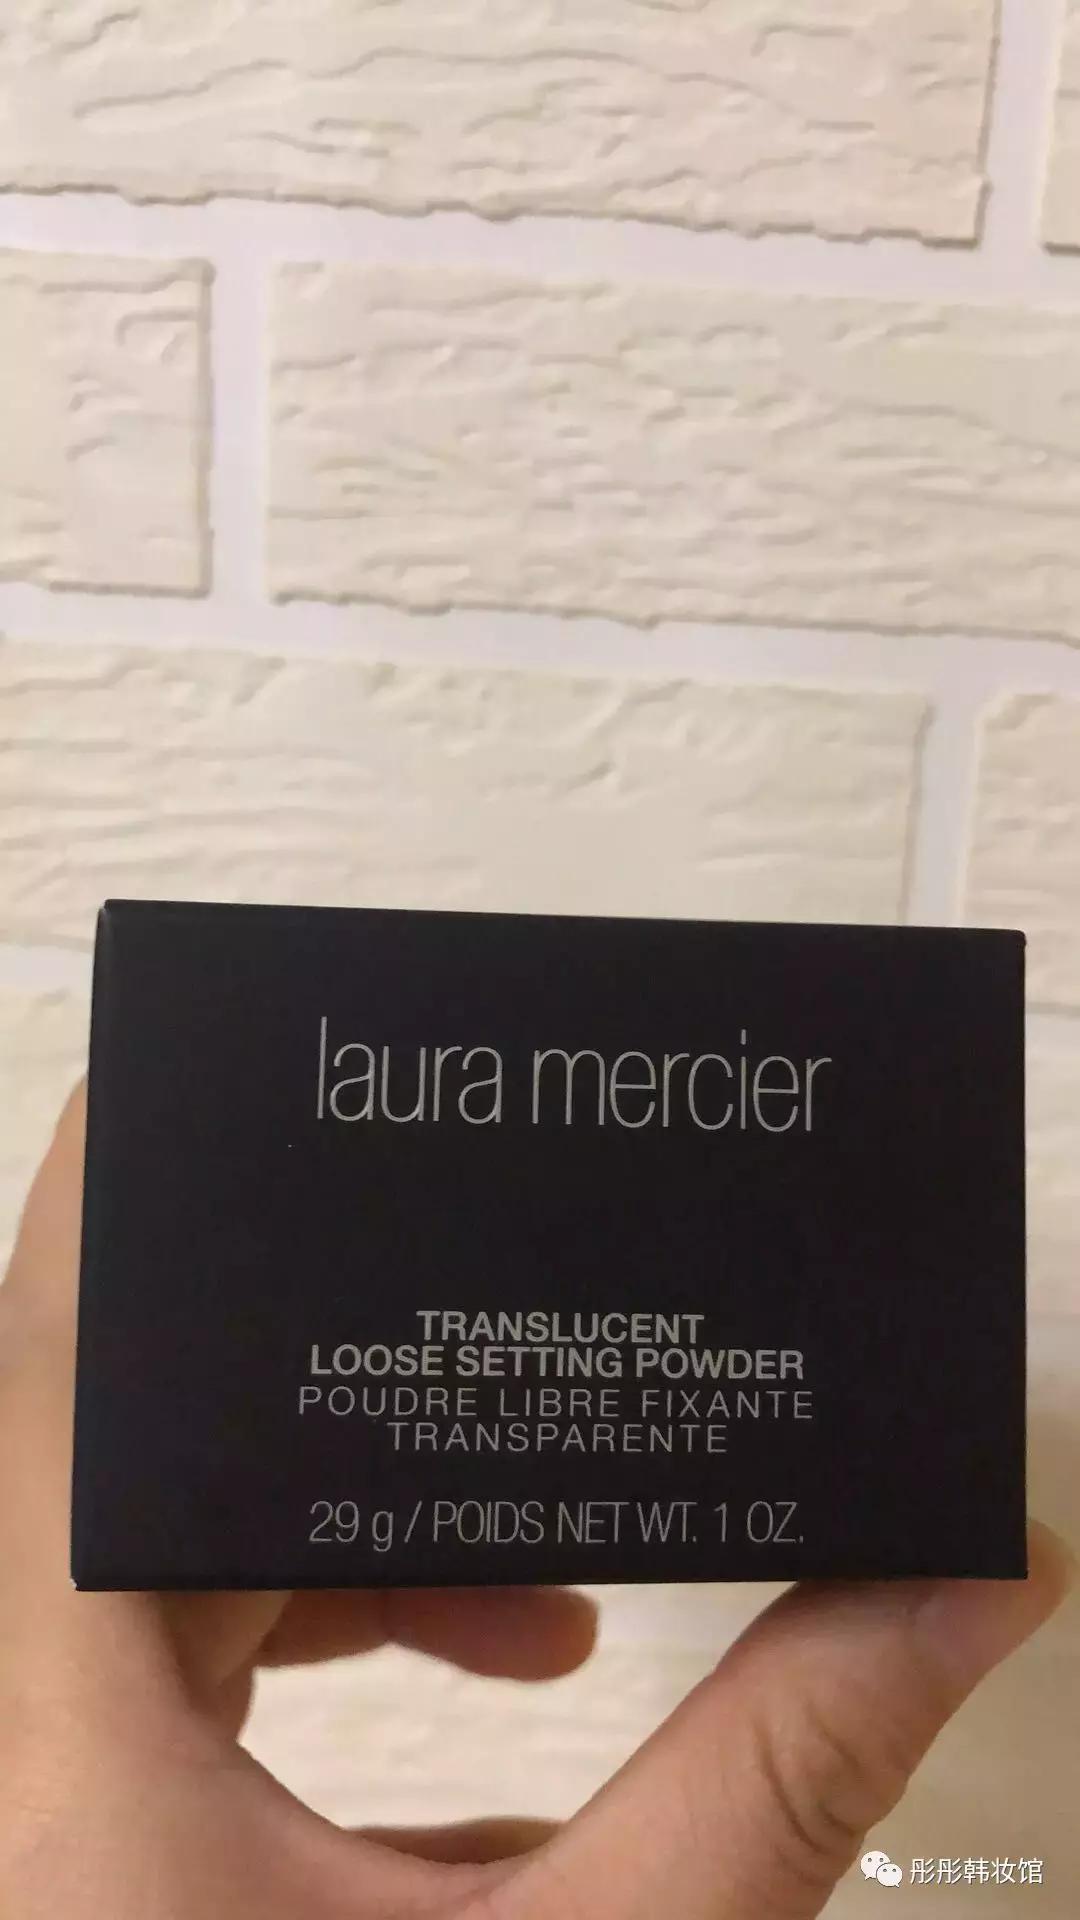 laura mercier
TRANSLUCENT
LOOSE SETTING POWDER
POUDRE LIBRE FIXANTE
TRANSPARENTE
29 g / POIDS NET WT. 1 OZ.
彤彤韩妆馆